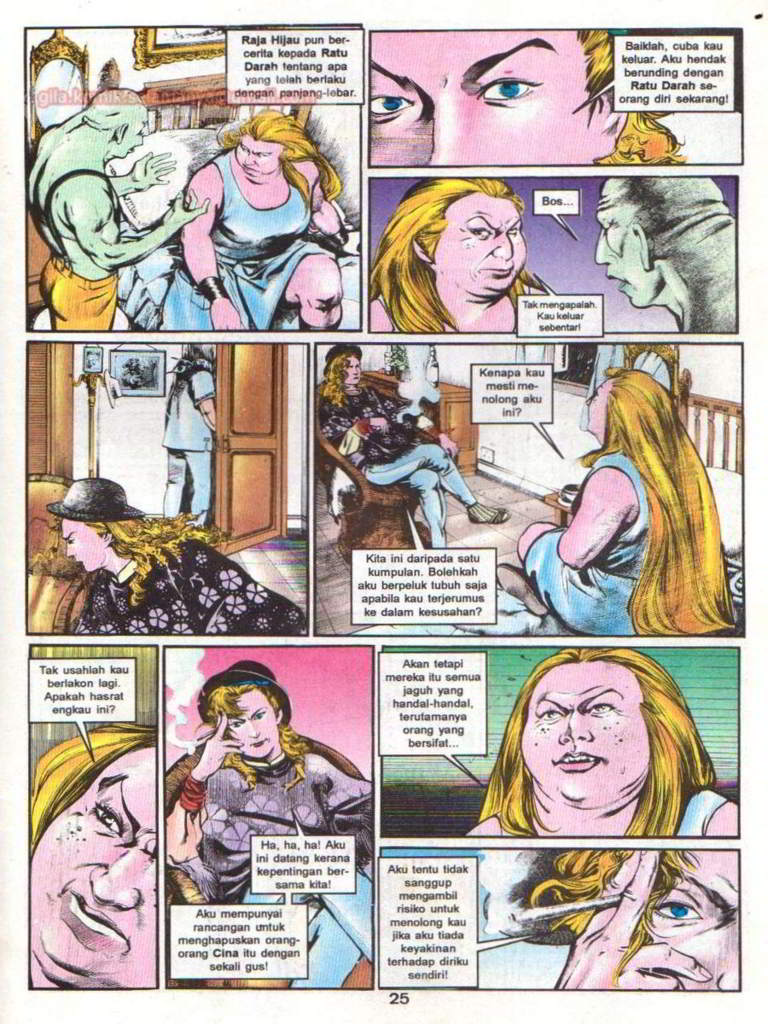 Raja Hijau pun ber-
cerita kepada Ratu
Darah tentang apa
yang telah berlaku
dengan panjang-lebar.
Baiklah, cuba kau
keluar. Aku hendak
berunding dengan
Ratu Darah se-
orang diri sekarang!
Bos...
Tak mengapalah.
Kau keluar
sebentar!
Kenapa kau
mesti me-
nolong aku
ini?
Kita ini daripada satu
kumpulan. Bolehkah
aku berpeluk tubuh saja
apabila kau terjerumus
ke dalam kesusahan?
Tak usahlah kau
berlakon lagi.
Apakah hasrat
engkau ini?
Ha, ha, ha! Aku
ini datang kerana
kepentingan ber-
sama kita!
Aku mempunyai
rancangan untuk
menghapuskan orang-
orang Cina itu dengan
sekali gus!
Akan tetapi
mereka itu semua
jaguh yang
handal-handal,
terutamanya
orang yang
bersifat...
Aku tentu tidak
sanggup
mengambil
risiko untuk
menolong kau
jika aku tiada
keyakinan
terhadap diriku
sendiri!
25